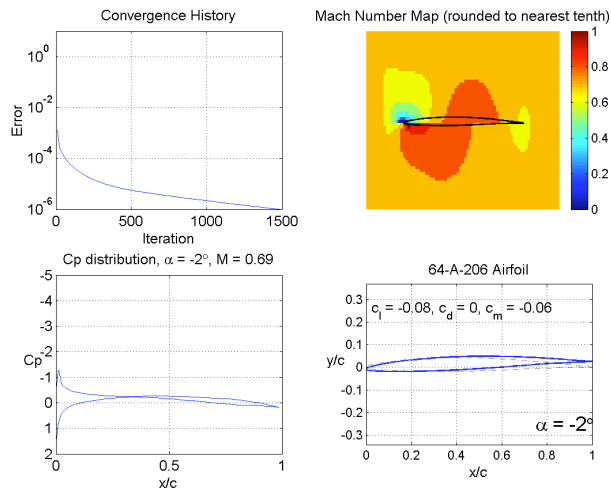 Convergence History
10^0
10^-2
10^-4
10^-6
Error
0 500 1000 1500
Iteration
Mach Number Map (rounded to nearest tenth)
1
0.8
0.6
0.4
0.2
0
Cp distribution, α = -2°, M = 0.69
-5
-4
-3
-2
-1
0
1
2
Cp
0 0.5 1
x/c
64-A-206 Airfoil
c_l = -0.08, c_d = 0, c_m = -0.06
0.3
0.2
0.1
0
-0.1
-0.2
-0.3
y/c
α = -2°
0 0.2 0.4 0.6 0.8 1
x/c